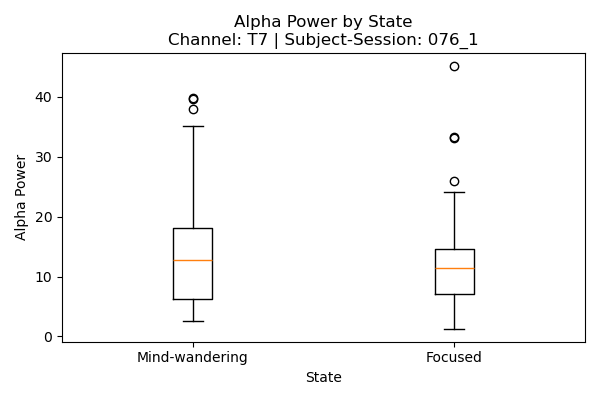 Alpha Power by State
Channel: T7 | Subject-Session: 076_1
Alpha Power
40
30
20
10
0
Mind-wandering
Focused
State